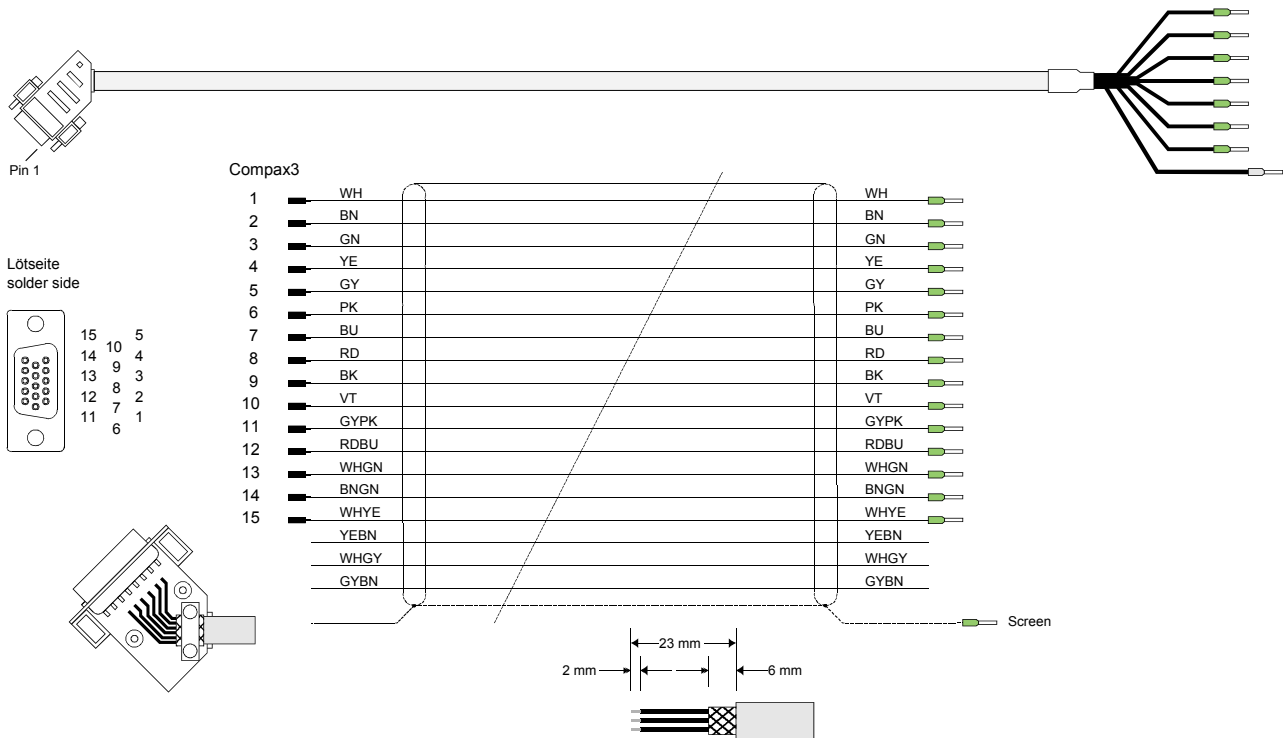 Pin 1
Compax3
1 WH WH
2 BN BN
3 GN GN
4 YE YE
5 GY GY
6 PK PK
7 BU BU
8 RD RD
9 BK BK
10 VT VT
11 GYPK GYPK
12 RDBU RDBU
13 WHGN WHGN
14 BNGN BNGN
15 WHYE WHYE
YEBN YEBN
WHGY WHGY
GYBN GYBN
Screen
Lötseite
solder side
15 5
10
14 4
9
13 3
8
12 2
7
11 1
6
23 mm
2 mm 6 mm